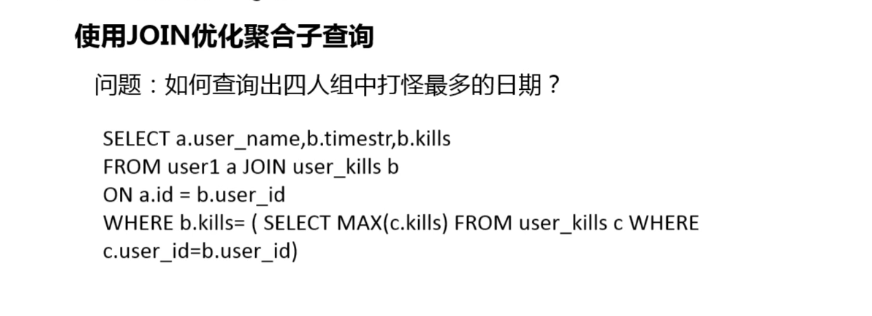 使用JOIN优化聚合子查询
问题：如何查询出四人组中打怪最多的日期？
SELECT a.user_name,b.timestr,b.kills
FROM user1 a JOIN user_kills b
ON a.id = b.user_id
WHERE b.kills= ( SELECT MAX(c.kills) FROM user_kills c WHERE
c.user_id=b.user_id)